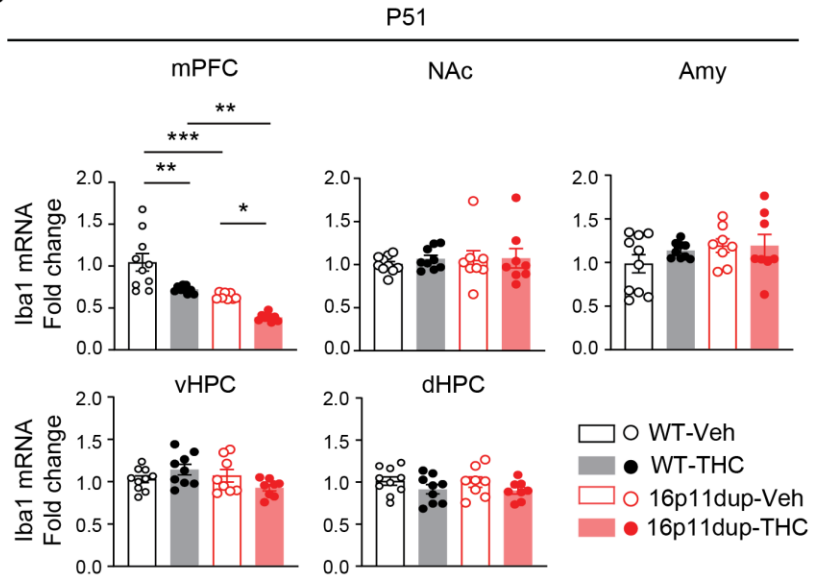 P51
mPFC
NAc
Amy
**
***
**
*
Iba1 mRNA
Fold change
2.0
1.5
1.0
0.5
0.0
2.0
1.5
1.0
0.5
0.0
2.0
1.5
1.0
0.5
0.0
vHPC
dHPC
Iba1 mRNA
Fold change
2.0
1.5
1.0
0.5
0.0
2.0
1.5
1.0
0.5
0.0
WT-Veh
WT-THC
16p11dup-Veh
16p11dup-THC